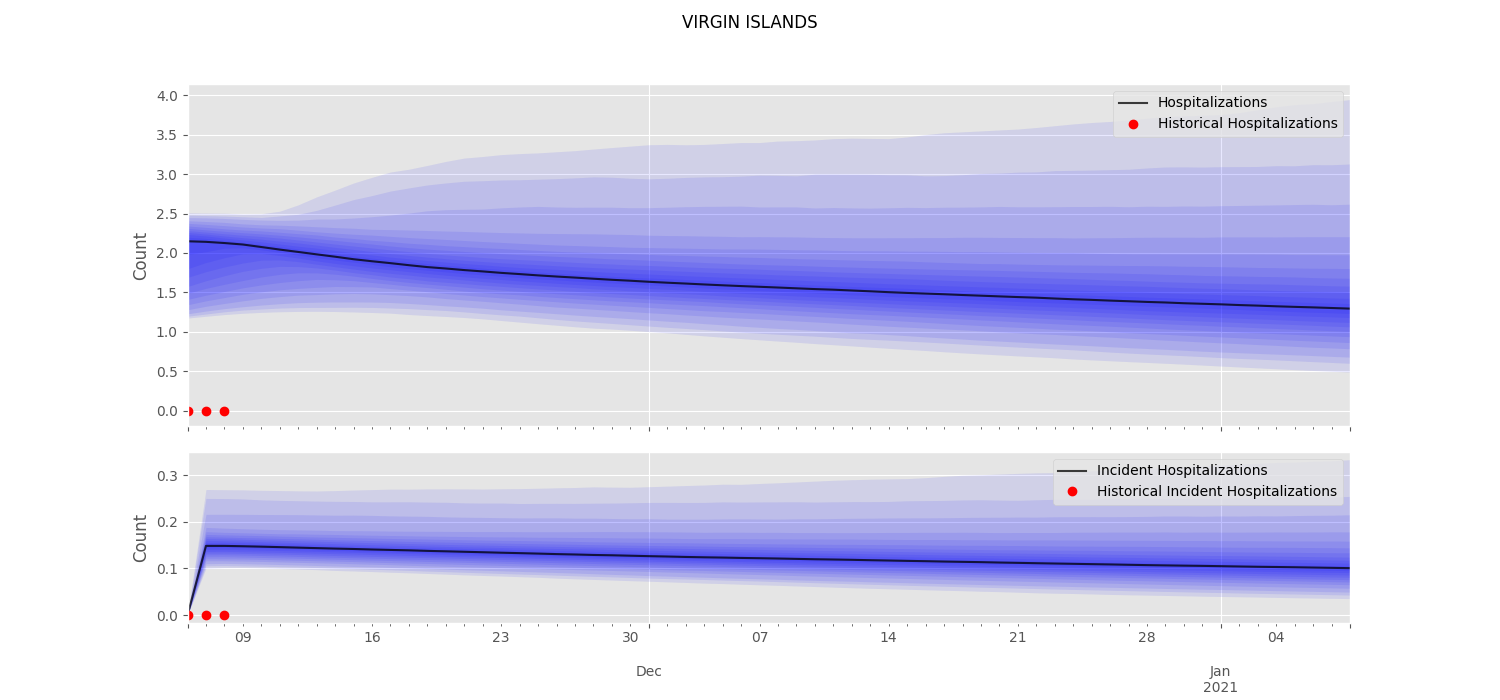 VIRGIN ISLANDS
4.0
3.5
3.0
2.5
2.0
1.5
1.0
0.5
0.0
Count
Hospitalizations
Historical Hospitalizations
0.3
0.2
0.1
0.0
Count
Incident Hospitalizations
Historical Incident Hospitalizations
09 16 23 30 07 14 21 28 04
Dec Jan
2021